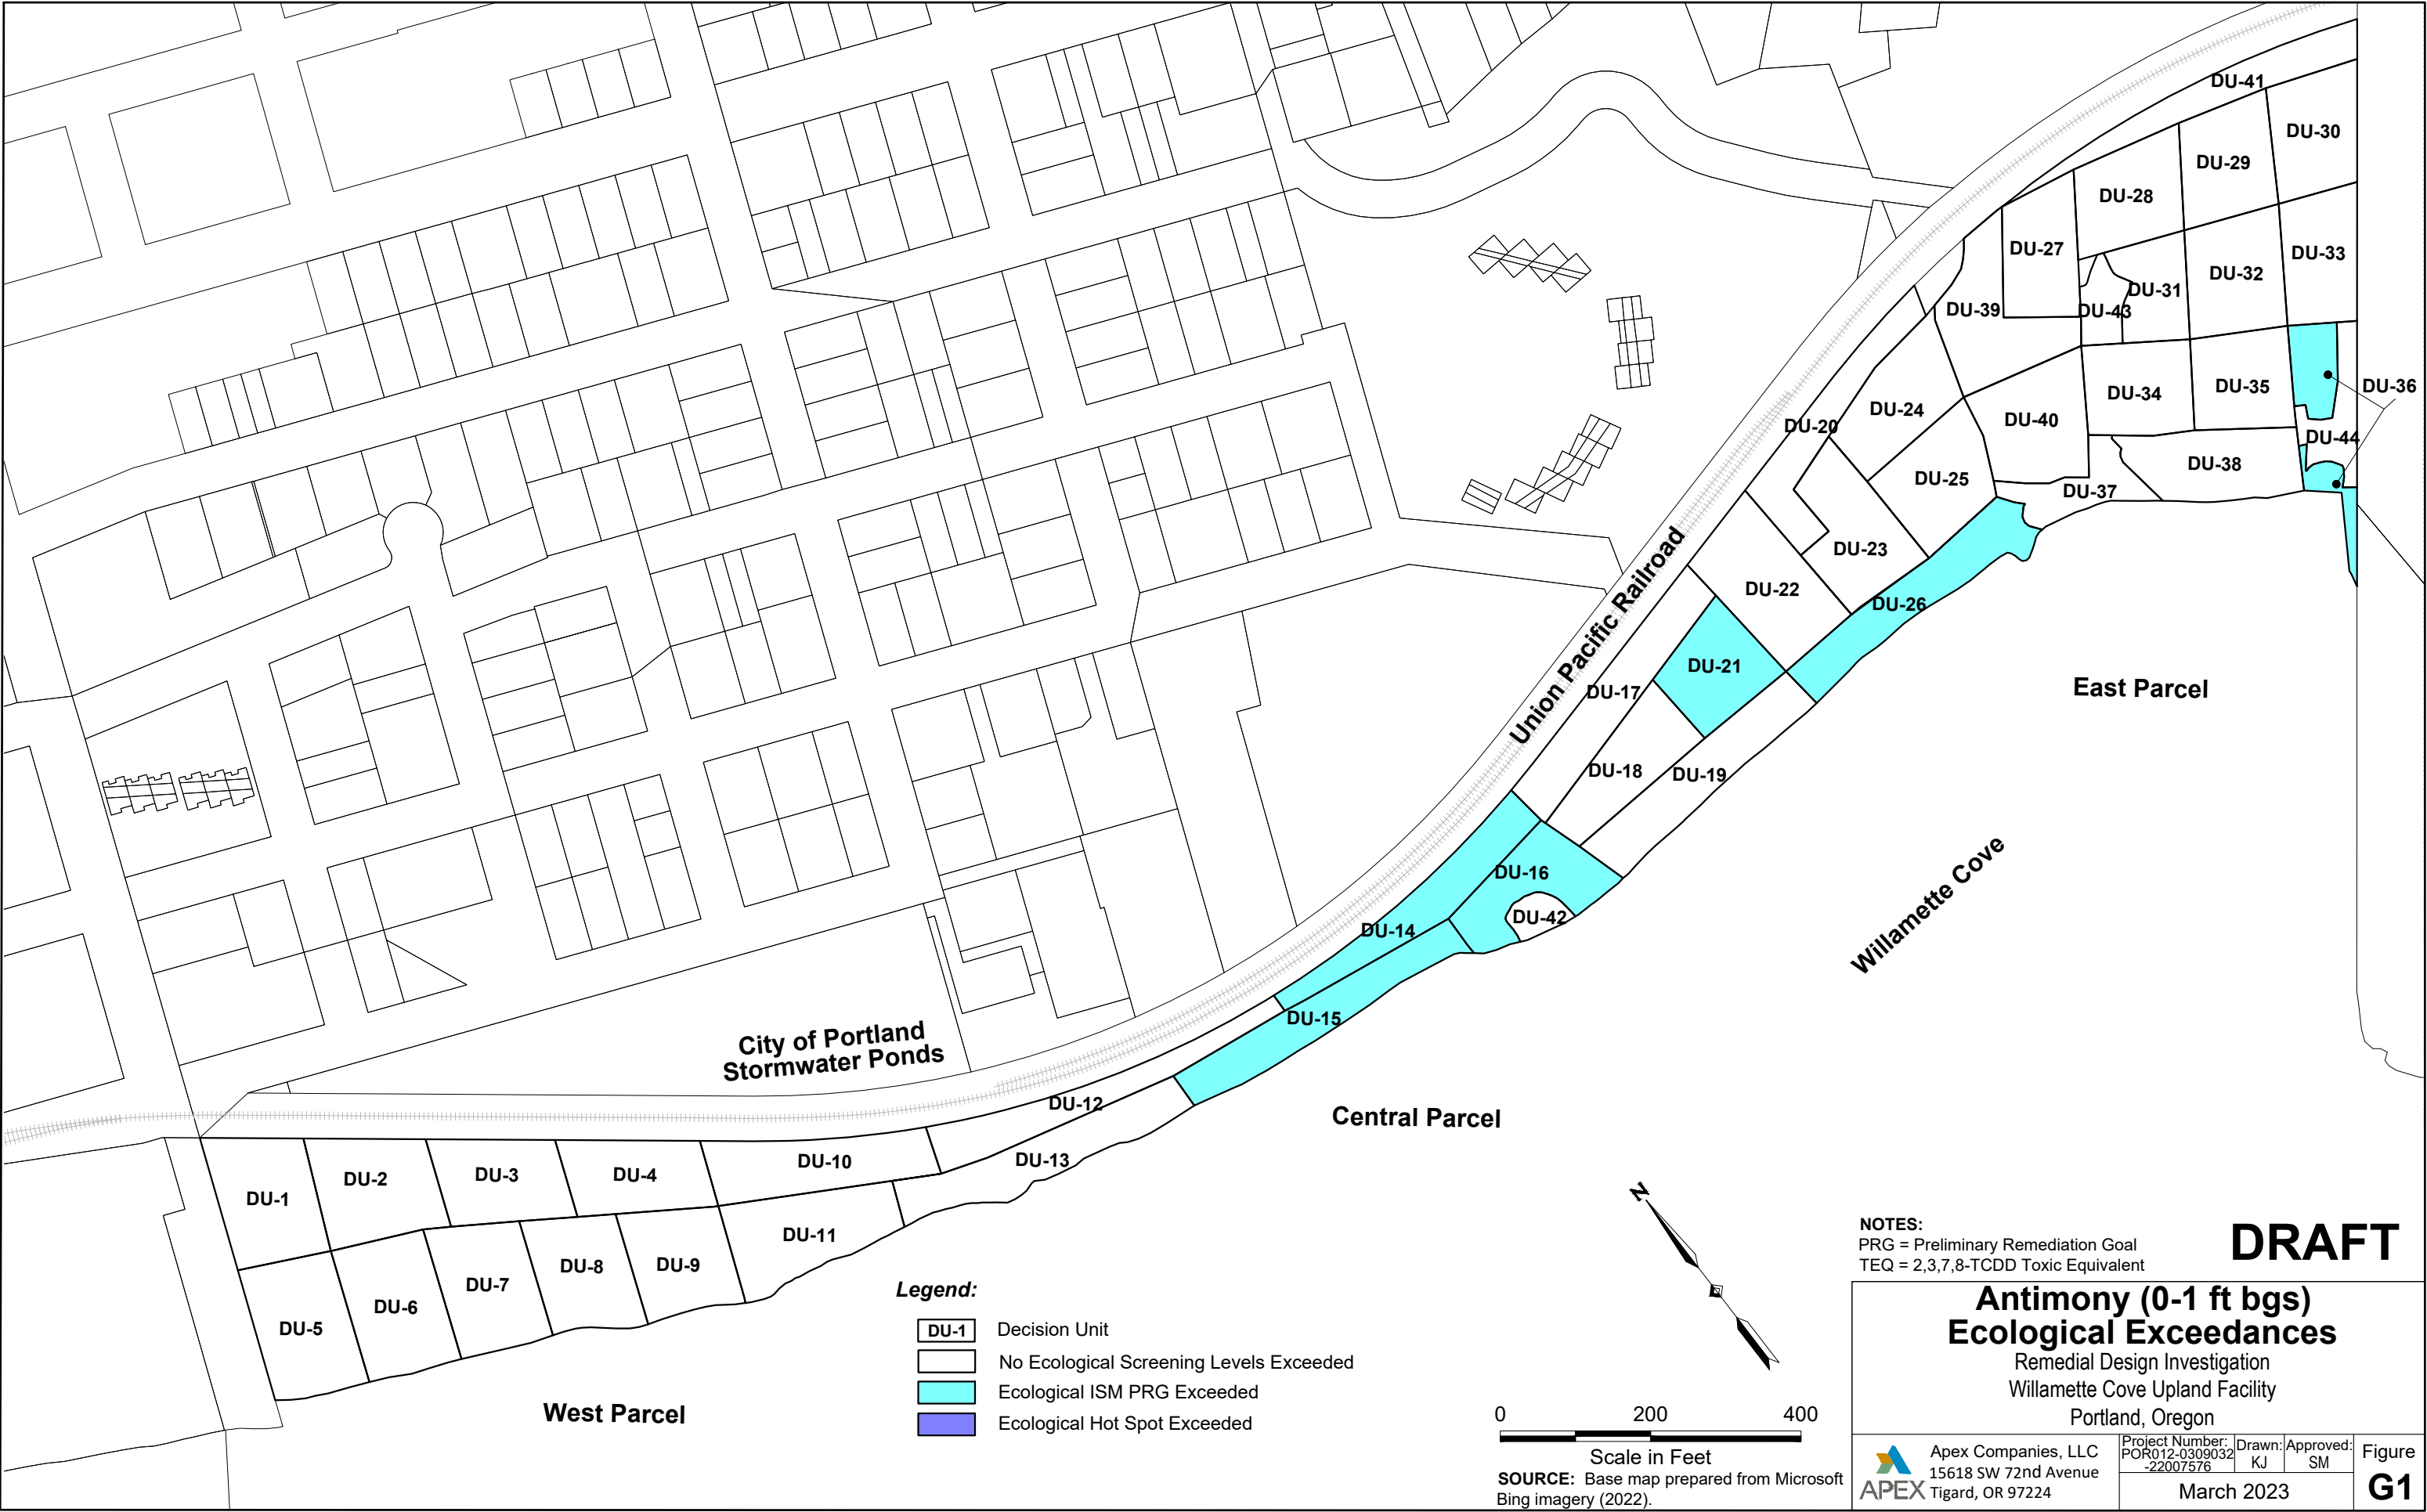 DU-41
DU-30
DU-29
DU-28
DU-27
DU-33
DU-32
DU-31
DU-43
DU-39
DU-36
DU-35
DU-34
DU-24
DU-40
DU-20
DU-44
DU-38
DU-25
DU-37
DU-23
DU-22
DU-26
Union Pacific Railroad
DU-21
DU-17
East Parcel
DU-18
DU-19
DU-16
DU-42
DU-14
Willamette Cove
DU-15
City of Portland
Stormwater Ponds
DU-12
Central Parcel
DU-13
DU-10
DU-4
DU-3
DU-2
DU-1
DU-11
DU-9
DU-8
DU-7
DU-6
DU-5
West Parcel
Legend:
DU-1 Decision Unit
No Ecological Screening Levels Exceeded
Ecological ISM PRG Exceeded
Ecological Hot Spot Exceeded
N
0 200 400
Scale in Feet
SOURCE: Base map prepared from Microsoft
Bing imagery (2022).
NOTES:
PRG = Preliminary Remediation Goal
TEQ = 2,3,7,8-TCDD Toxic Equivalent
DRAFT
Antimony (0-1 ft bgs)
Ecological Exceedances
Remedial Design Investigation
Willamette Cove Upland Facility
Portland, Oregon
APEX
Apex Companies, LLC
15618 SW 72nd Avenue
Tigard, OR 97224
Project Number:
POR012-0309032
-22007576
Drawn:
KJ
Approved:
SM
March 2023
Figure
G1